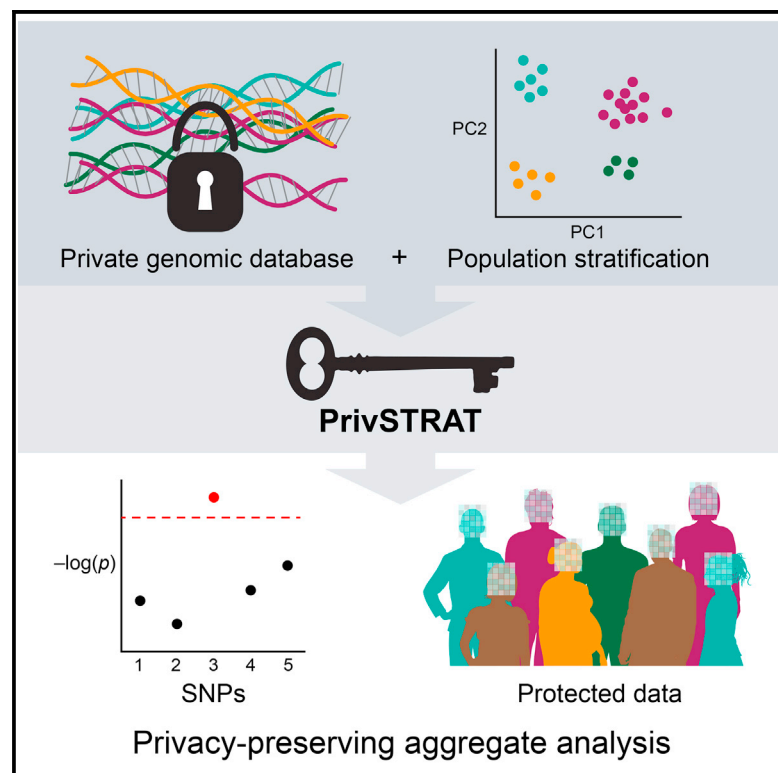 PC2
PC1
Private genomic database + Population stratification
PrivSTRAT
–log(p)
1 2 3 4 5
SNPs
Protected data
Privacy-preserving aggregate analysis